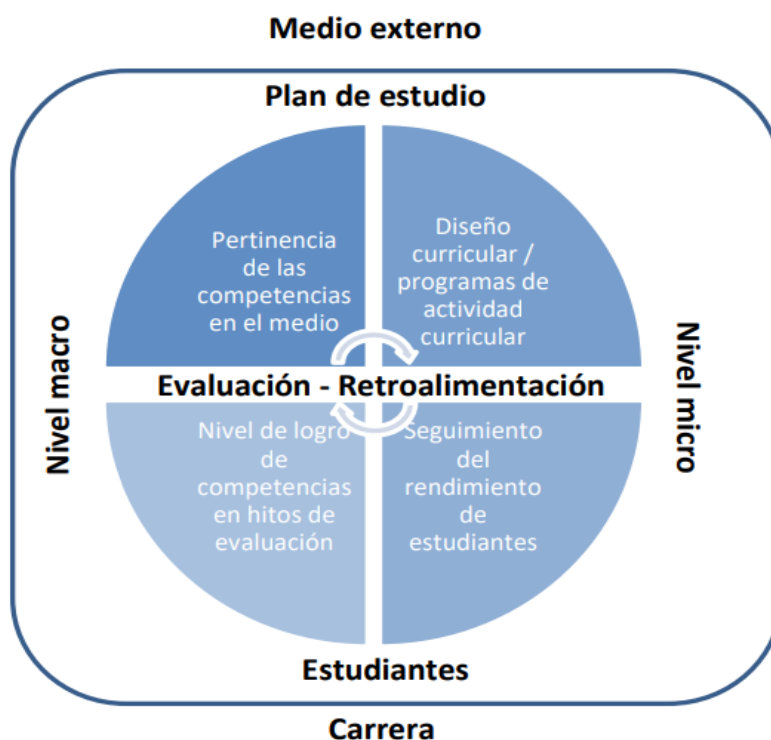 Medio externo
Plan de estudio
Pertinencia
de las
competencias
en el medio
Diseño
curricular /
programas de
actividad
curricular
Nivel macro
Evaluación - Retroalimentación
Nivel micro
Nivel de logro
de
competencias
en hitos de
evaluación
Seguimiento
del
rendimiento
de
estudiantes
Estudiantes
Carrera